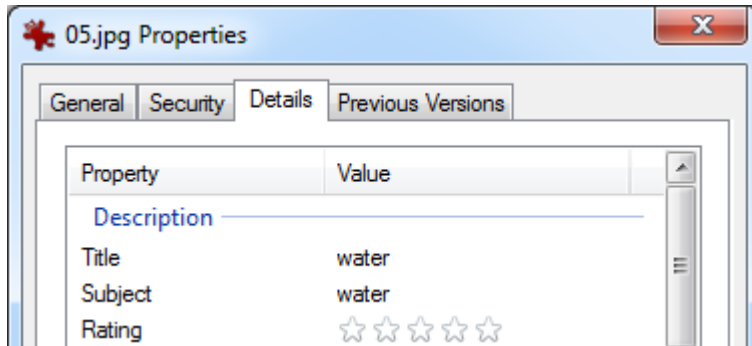 05.jpg Properties
General Security Details Previous Versions
Property Value
Description
Title water
Subject water
Rating